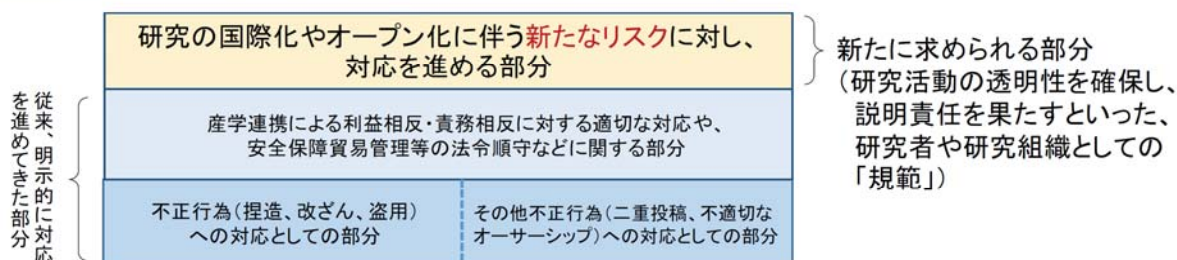 研究の国際化やオープン化に伴う新たなリスクに対し、
対応を進める部分
新たに求められる部分
(研究活動の透明性を確保し、
説明責任を果たすといった、
研究者や研究組織としての
「規範」)
従来、明示的に対応
を進めてきた部分
産学連携による利益相反・責務相反に対する適切な対応や、
安全保障貿易管理等の法令順守などに関する部分
不正行為(捏造、改ざん、盗用)
への対応としての部分
その他不正行為(二重投稿、不適切な
オーサーシップ)への対応としての部分